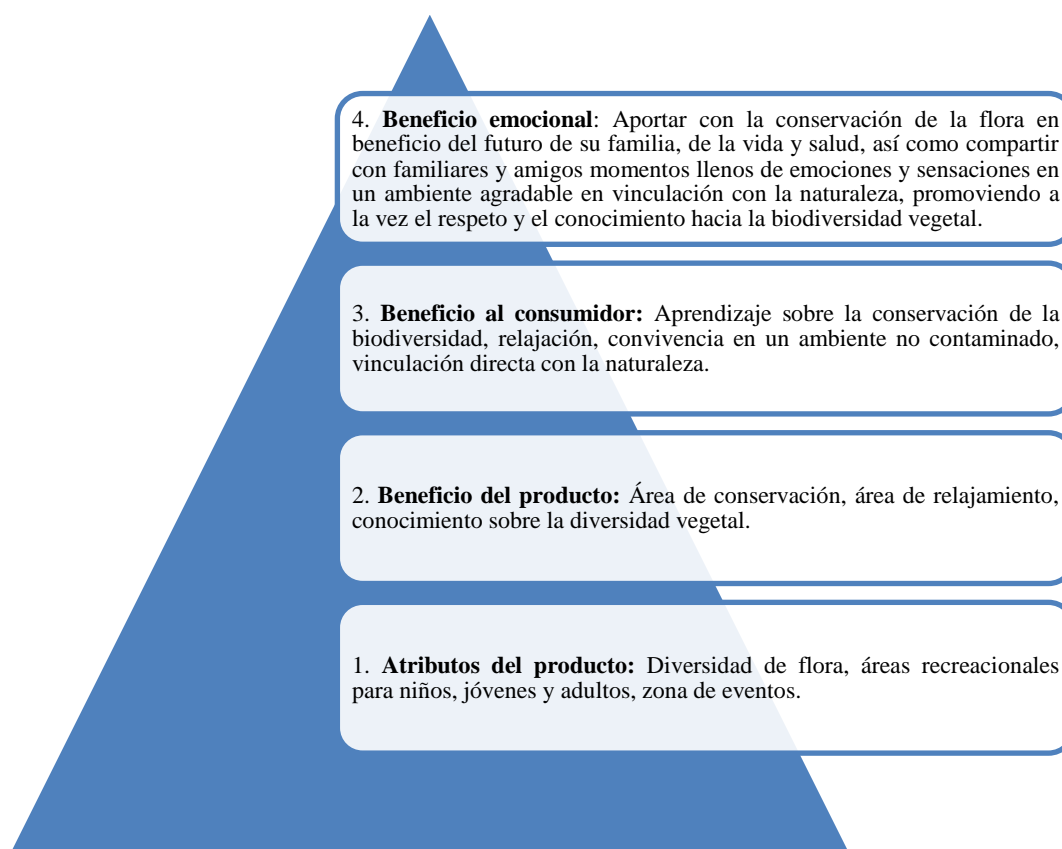 4. Beneficio emocional: Aportar con la conservación de la flora en
beneficio del futuro de su familia, de la vida y salud, así como compartir
con familiares y amigos momentos llenos de emociones y sensaciones en
un ambiente agradable en vinculación con la naturaleza, promoviendo a
la vez el respeto y el conocimiento hacia la biodiversidad vegetal.
3. Beneficio al consumidor: Aprendizaje sobre la conservación de la
biodiversidad, relajación, convivencia en un ambiente no contaminado,
vinculación directa con la naturaleza.
2. Beneficio del producto: Área de conservación, área de relajamiento,
conocimiento sobre la diversidad vegetal.
1. Atributos del producto: Diversidad de flora, áreas recreacionales
para niños, jóvenes y adultos, zona de eventos.